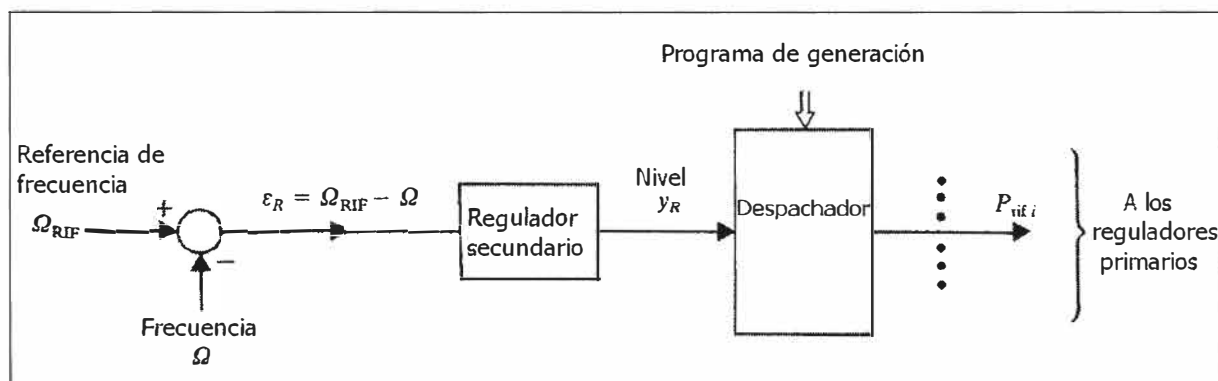 Programa de generación
Referencia de
frecuencia
Ω_RIF
+
−
ε_R = Ω_RIF − Ω
Frecuencia
Ω
Regulador
secundario
Nivel
y_R
Despachador
P_rif i
A los
reguladores
primarios